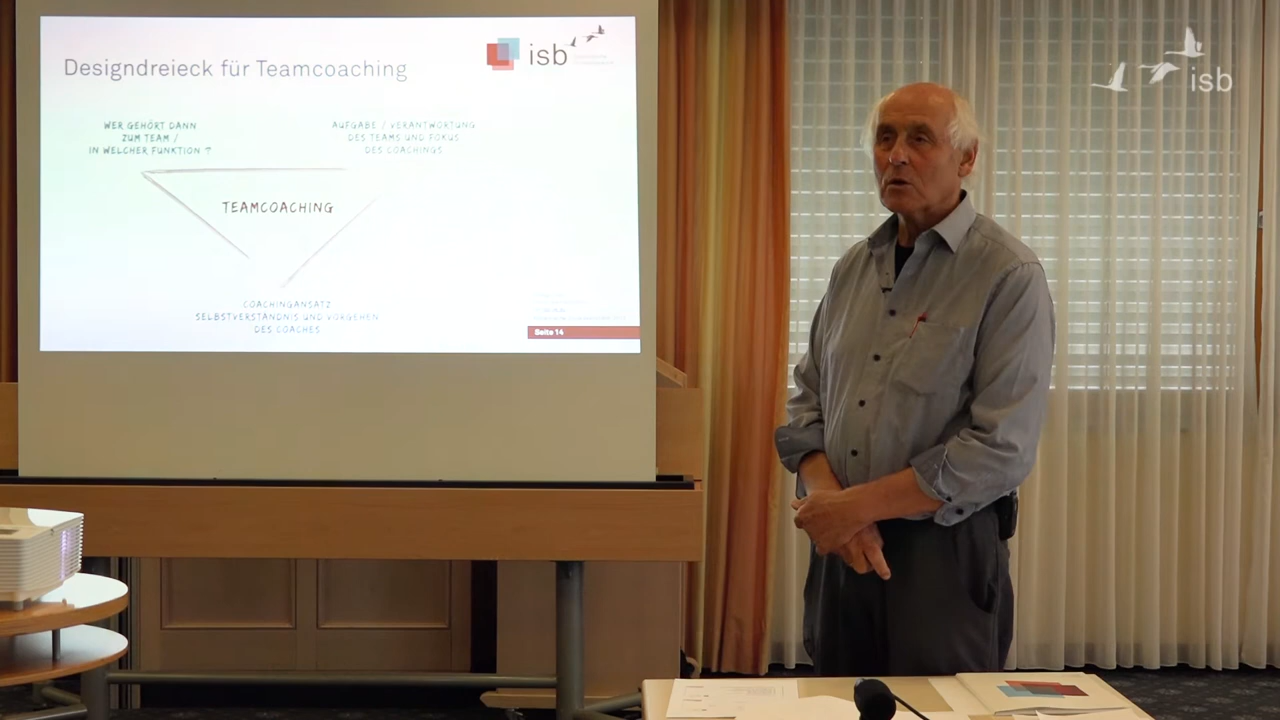 Designdreieck für Teamcoaching
isb
WER GEHÖRT DANN
ZUM TEAM /
IN WELCHER FUNKTION ?
AUFGABE / VERANTWORTUNG
DES TEAMS UND FOKUS
DES COACHINGS
TEAMCOACHING
COACHINGANSATZ
SELBSTVERSTÄNDNIS UND VORGEHEN
DES COACHES
Seite 14
isb